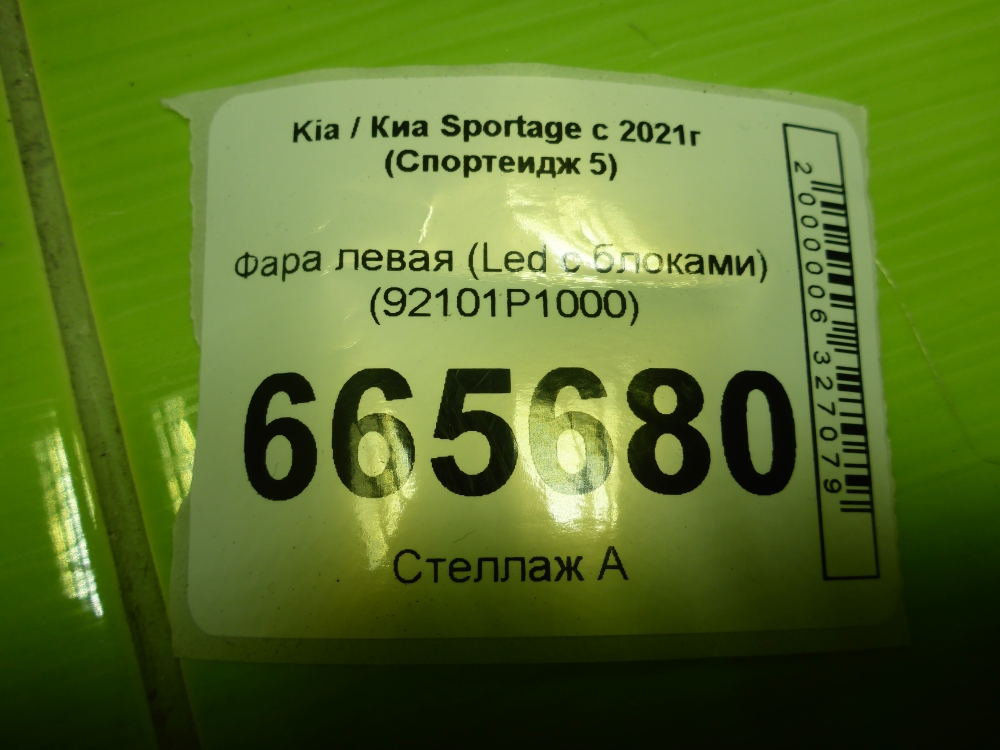 Kia / Киа Sportage с 2021г
(Спортеидж 5)
Фара левая (Led с блоками)
(92101P1000)
665680
Стеллаж А
2000006327079